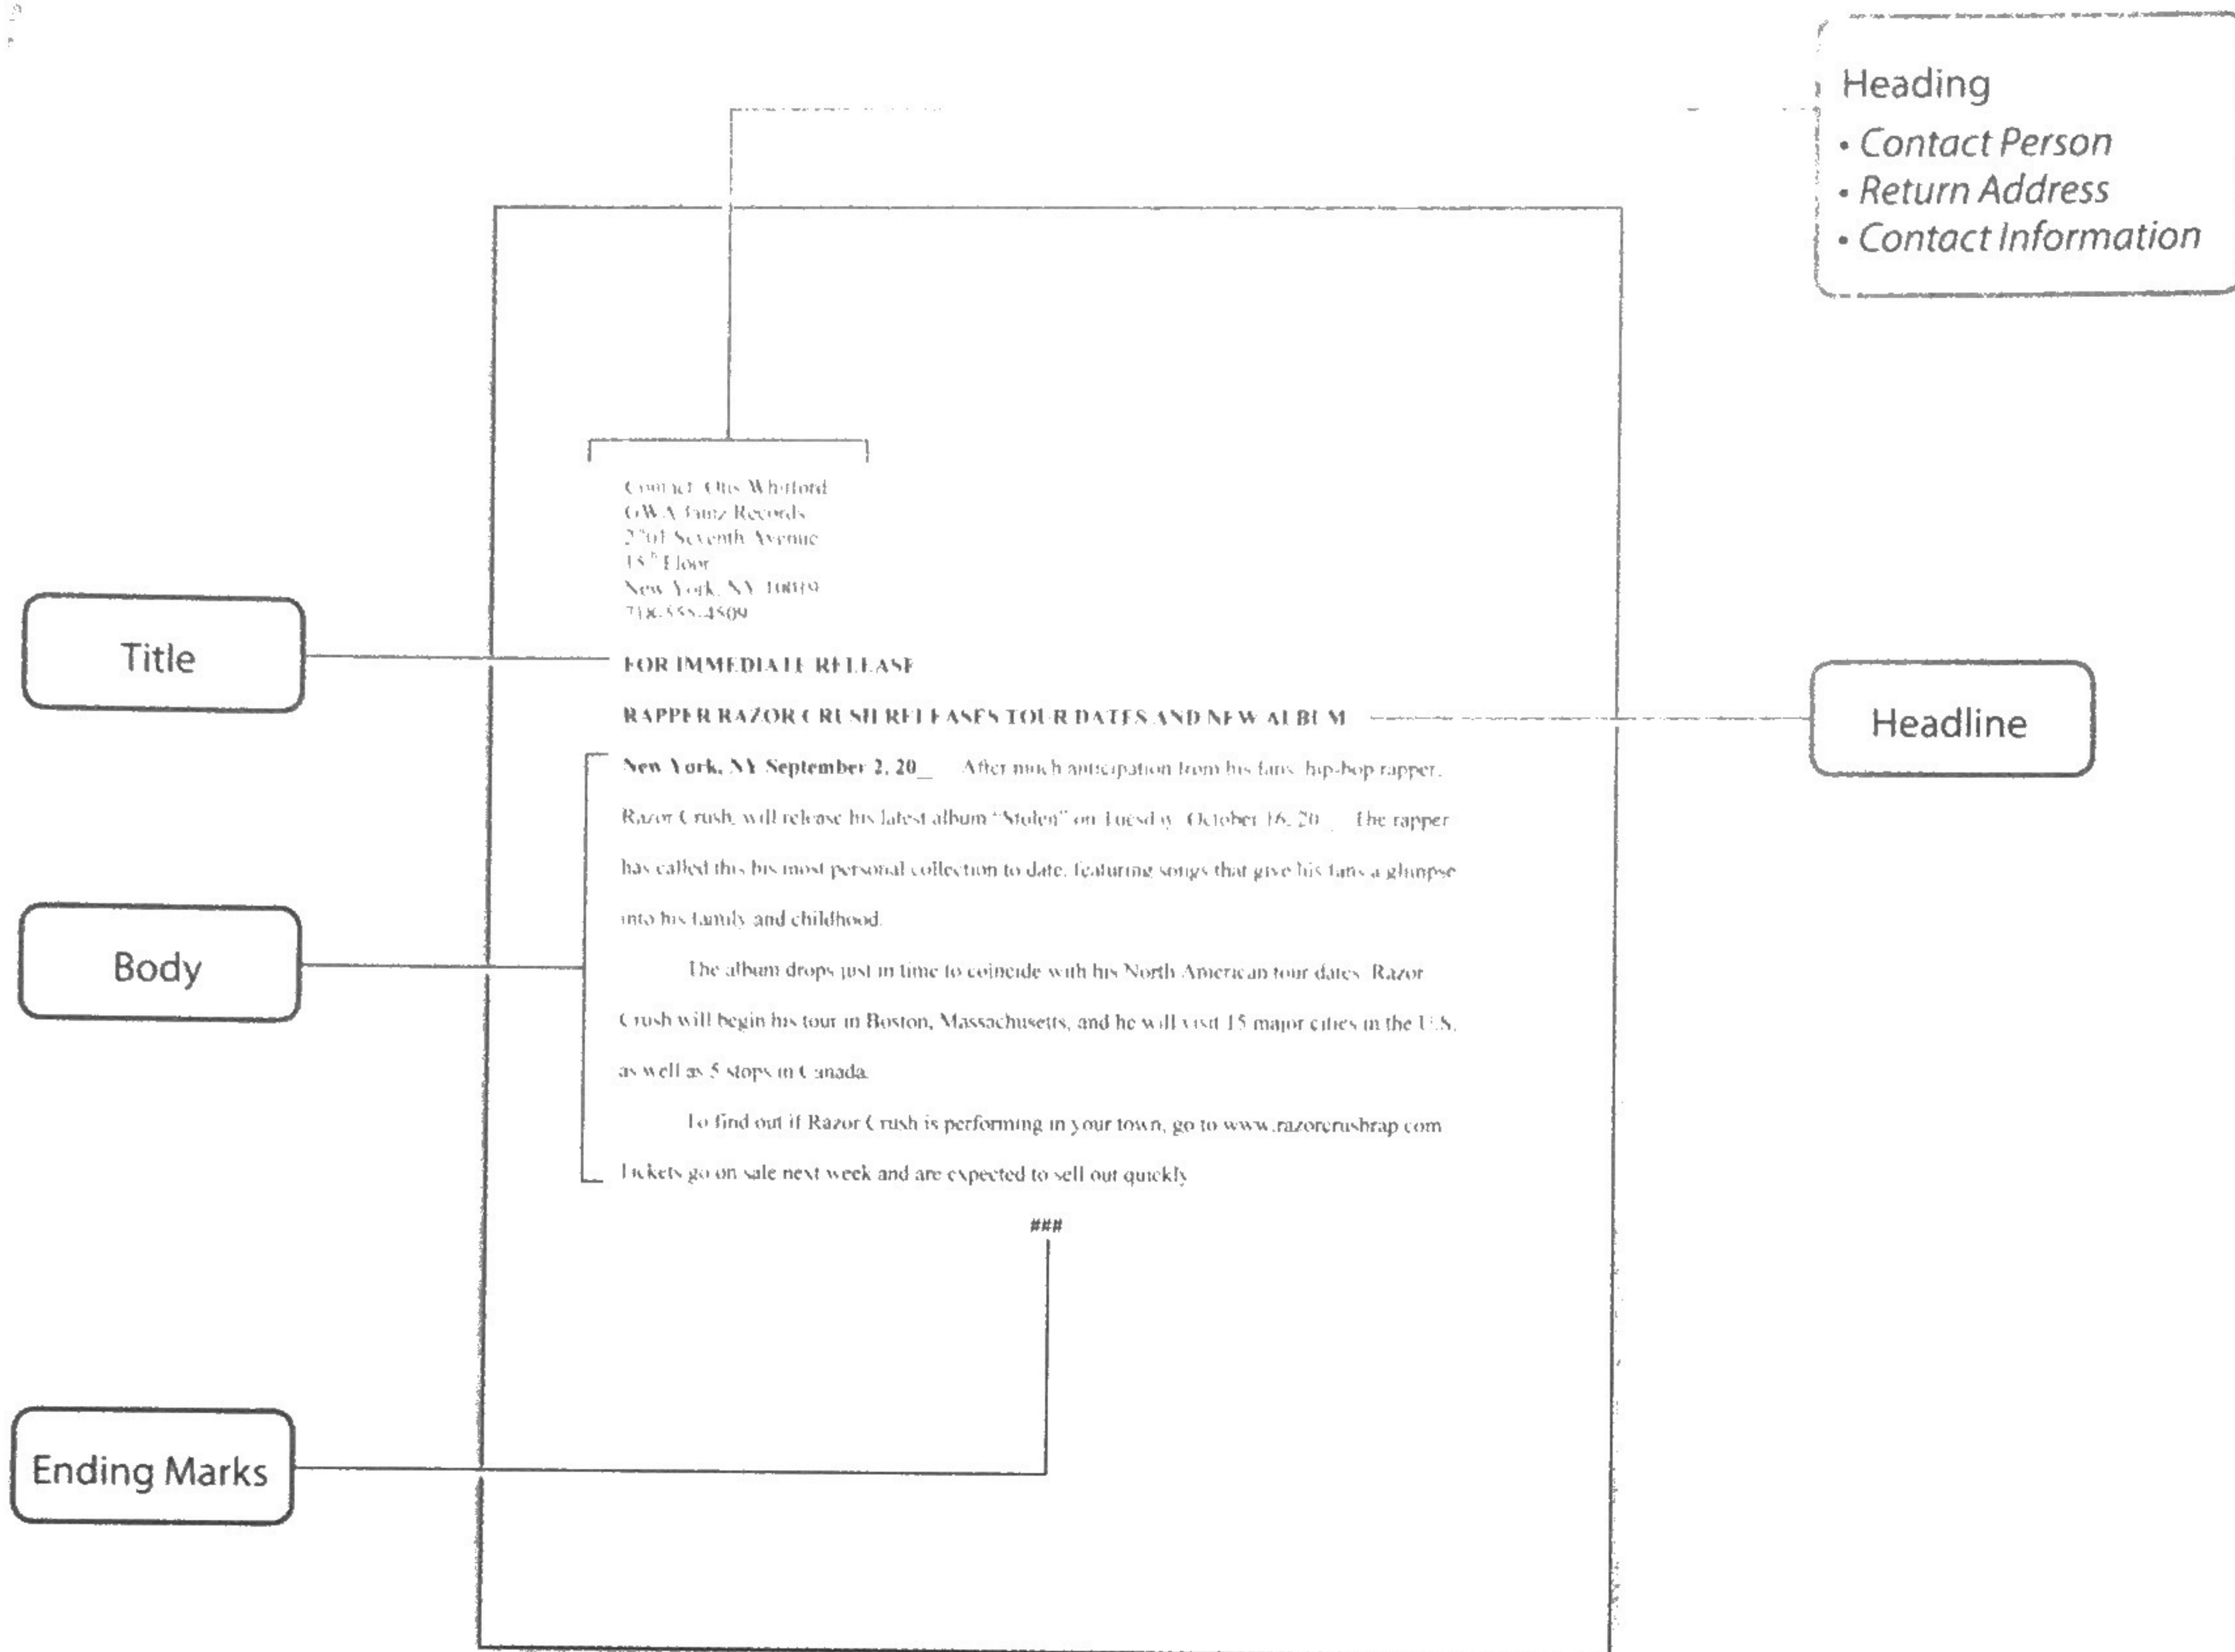 Heading
• Contact Person
• Return Address
• Contact Information
Contact: Otis Whitford
GWA Records
Seventh Avenue
15th Floor
New York, NY 10019
718-555-4509
Title
FOR IMMEDIATE RELEASE
RAPPER RAZOR CRUSH RELEASES TOUR DATES AND NEW ALBUM
Headline
New York, NY September 2, 20__ After much anticipation from his fans, hip-hop rapper,
Razor Crush, will release his latest album “Stolen” on Tuesday, October 16, 20__. The rapper
has called this his most personal collection to date, featuring songs that give his fans a glimpse
into his family and childhood.
Body
The album drops just in time to coincide with his North American tour dates. Razor
Crush will begin his tour in Boston, Massachusetts, and he will visit 15 major cities in the U.S.
as well as 5 stops in Canada.
To find out if Razor Crush is performing in your town, go to www.razorcrushrap.com
Tickets go on sale next week and are expected to sell out quickly
###
Ending Marks